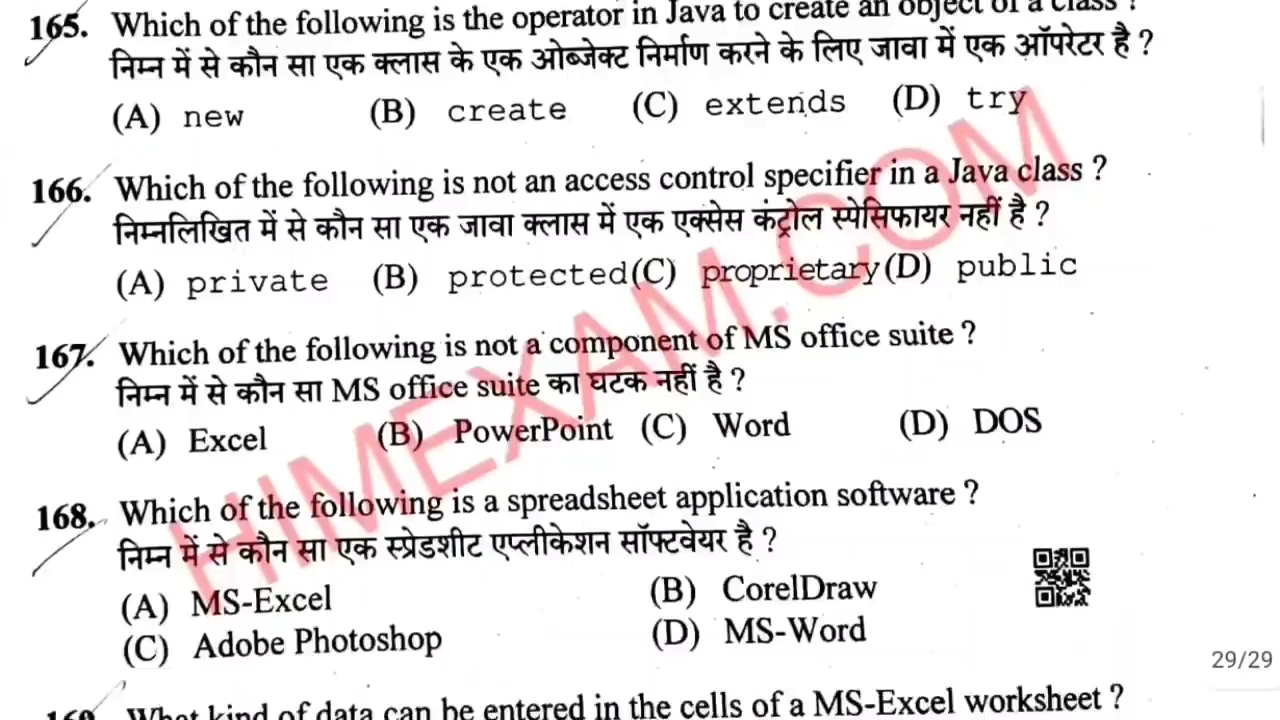 165. Which of the following is the operator in Java to create an object of a class ?
निम्न में से कौन सा एक क्लास के एक ओब्जेक्ट निर्माण करने के लिए जावा में एक ऑपरेटर है ?
(A) new (B) create (C) extends (D) try
166. Which of the following is not an access control specifier in a Java class ?
निम्नलिखित में से कौन सा एक जावा क्लास में एक एक्सेस कंट्रोल स्पेसिफायर नहीं है ?
(A) private (B) protected (C) proprietary (D) public
167. Which of the following is not a component of MS office suite ?
निम्न में से कौन सा MS office suite का घटक नहीं है ?
(A) Excel (B) PowerPoint (C) Word (D) DOS
168. Which of the following is a spreadsheet application software ?
निम्न में से कौन सा एक स्प्रेडशीट एप्लीकेशन सॉफ्टवेयर है ?
(A) MS-Excel (B) CorelDraw
(C) Adobe Photoshop (D) MS-Word
29/29
169. What kind of data can be entered in the cells of a MS-Excel worksheet ?
HIMEXAM.COM